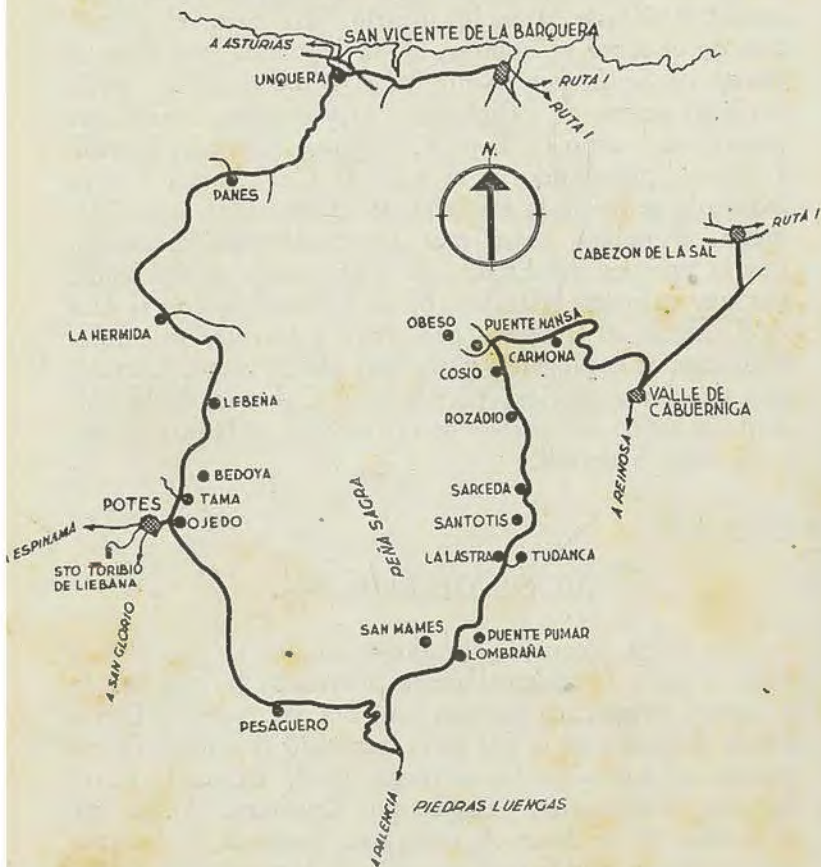 SAN VICENTE DE LA BARQUERA
A ASTURIAS
UNQUERA
RUTA I
RUTA I
N.
PANES
RUTA I
CABEZON DE LA SAL
LA HERMIDA
OBESO
PUENTE NANSA
CARMONA
COSIO
LEBEÑA
ROZADIO
VALLE DE
CABUERNIGA
A REINOSA
BEDOYA
SARCEDA
POTES
TAMA
OJEDO
SANTOTIS
PEÑA SAGRA
A ESPINAMA
STO TORIBIO
DE LIEBANA
LA LASTRA
TUDANCA
A SAN GLORIO
SAN MAMES
PUENTE PUMAR
LOMBRAÑA
PESAGUERO
A PALENCIA
PIEDRAS LUENGAS